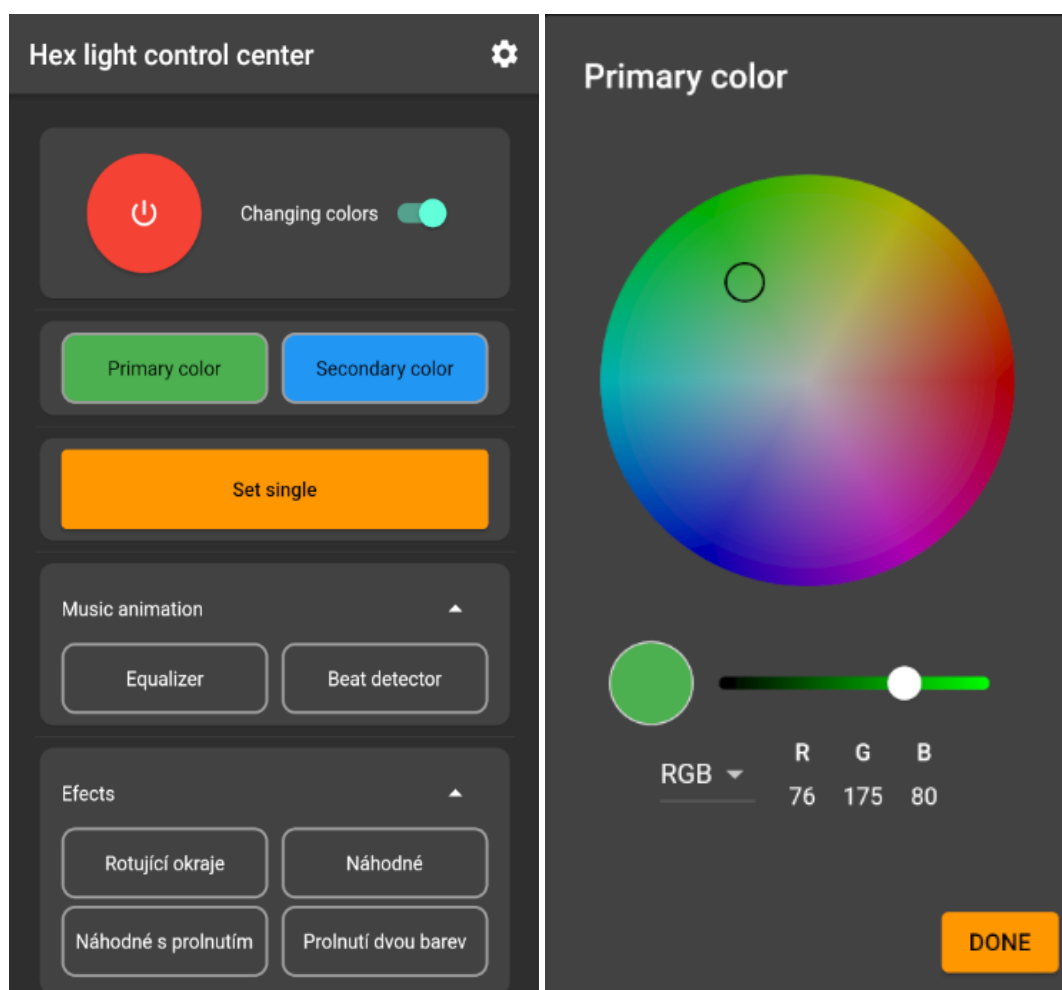 Hex light control center
Changing colors
Primary color
Secondary color
Set single
Music animation
Equalizer
Beat detector
Efects
Rotující okraje
Náhodné
Náhodné s prolnutím
Prolnutí dvou barev
Primary color
RGB
R G B
76 175 80
DONE